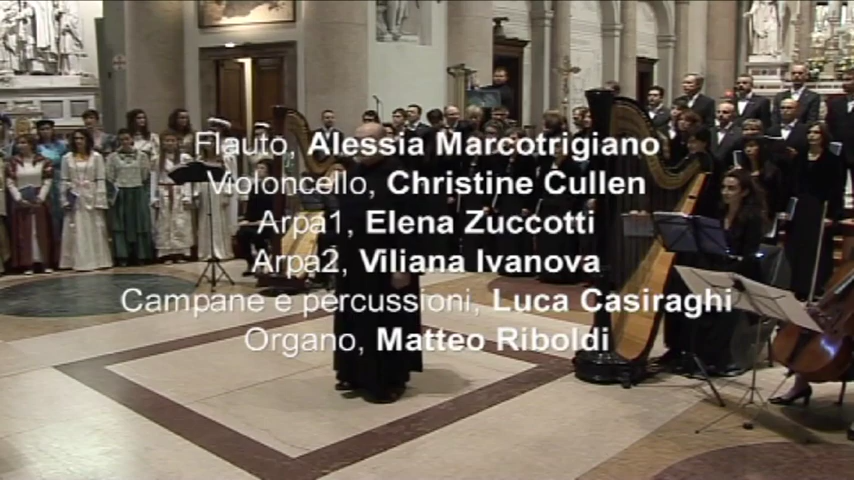 Flauto, Alessia Marcotrigiano
Violoncello, Christine Cullen
Arpa1, Elena Zuccotti
Arpa2, Viliana Ivanova
Campane e percussioni, Luca Casiraghi
Organo, Matteo Riboldi